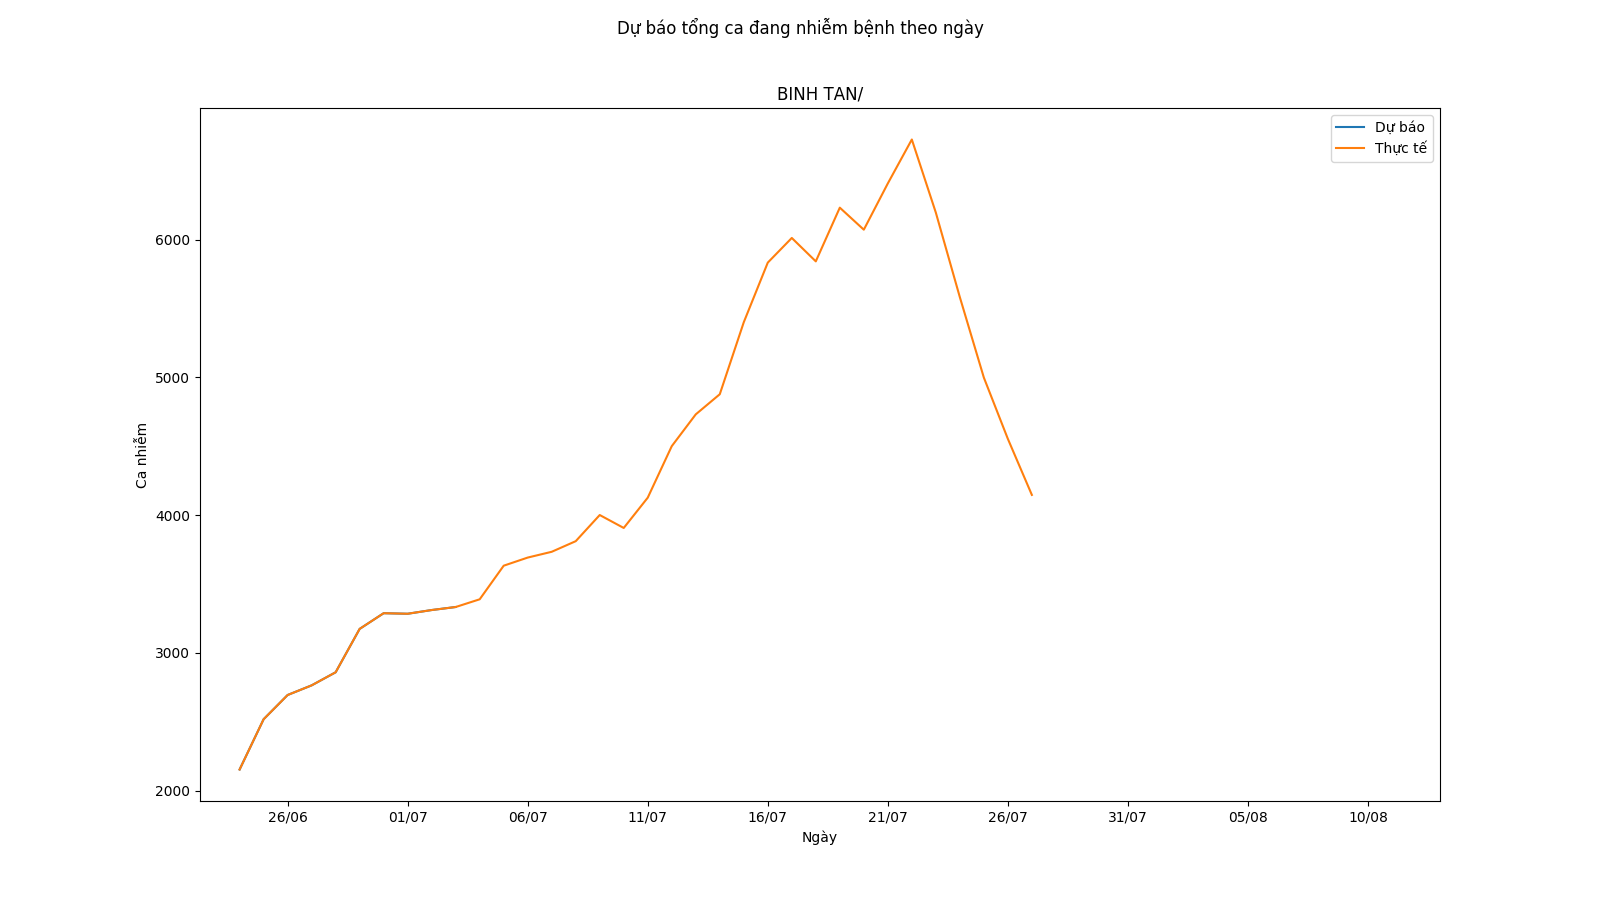 Dự báo tổng ca đang nhiễm bệnh theo ngày
BINH TAN/
Dự báo
Thực tế
6000
5000
4000
3000
2000
Ca nhiễm
26/06 01/07 06/07 11/07 16/07 21/07 26/07 31/07 05/08 10/08
Ngày